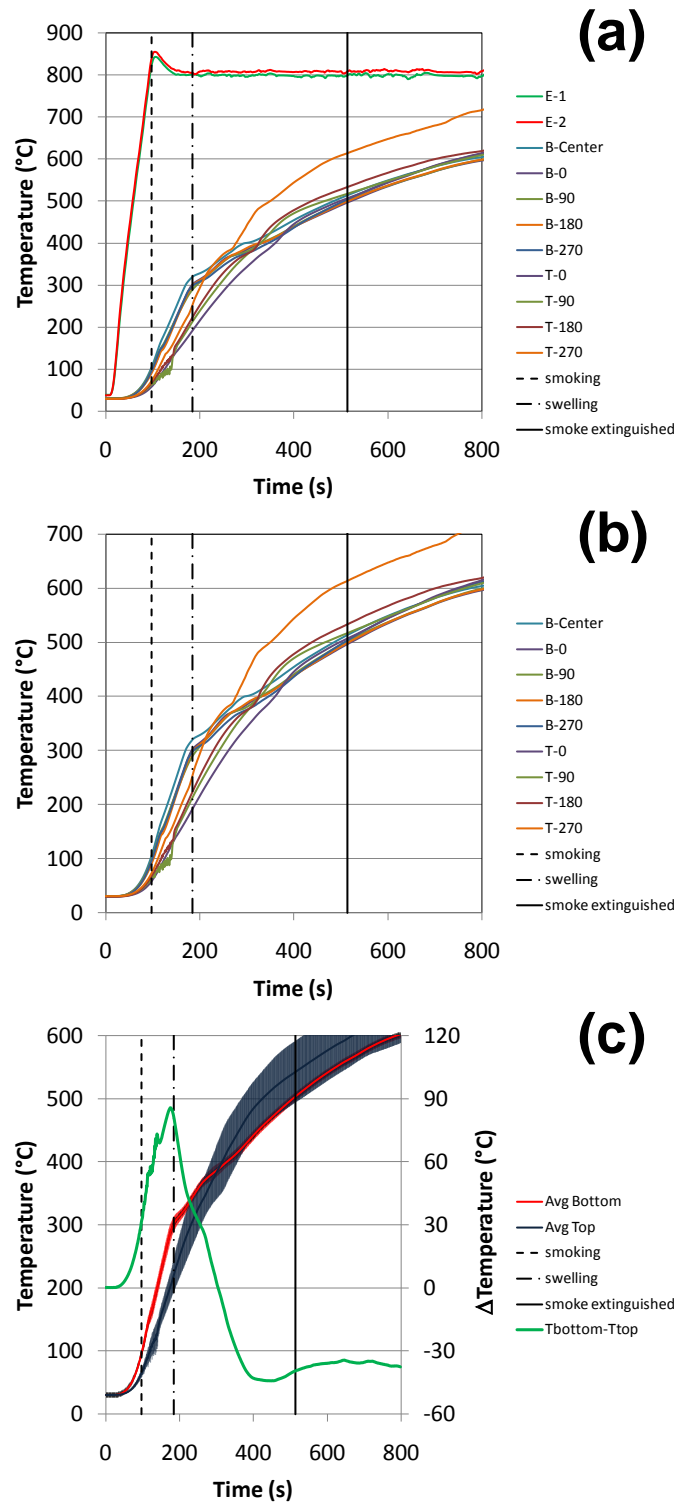 (a)
900
800
700
600
500
400
300
200
100
0
Temperature (°C)
0 200 400 600 800
Time (s)
E-1
E-2
B-Center
B-0
B-90
B-180
B-270
T-0
T-90
T-180
T-270
smoking
swelling
smoke extinguished
(b)
700
600
500
400
300
200
100
0
Temperature (°C)
0 200 400 600 800
Time (s)
B-Center
B-0
B-90
B-180
B-270
T-0
T-90
T-180
T-270
smoking
swelling
smoke extinguished
(c)
600
500
400
300
200
100
0
Temperature (°C)
120
90
60
30
0
-30
-60
ΔTemperature (°C)
0 200 400 600 800
Time (s)
Avg Bottom
Avg Top
smoking
swelling
smoke extinguished
Tbottom-Ttop